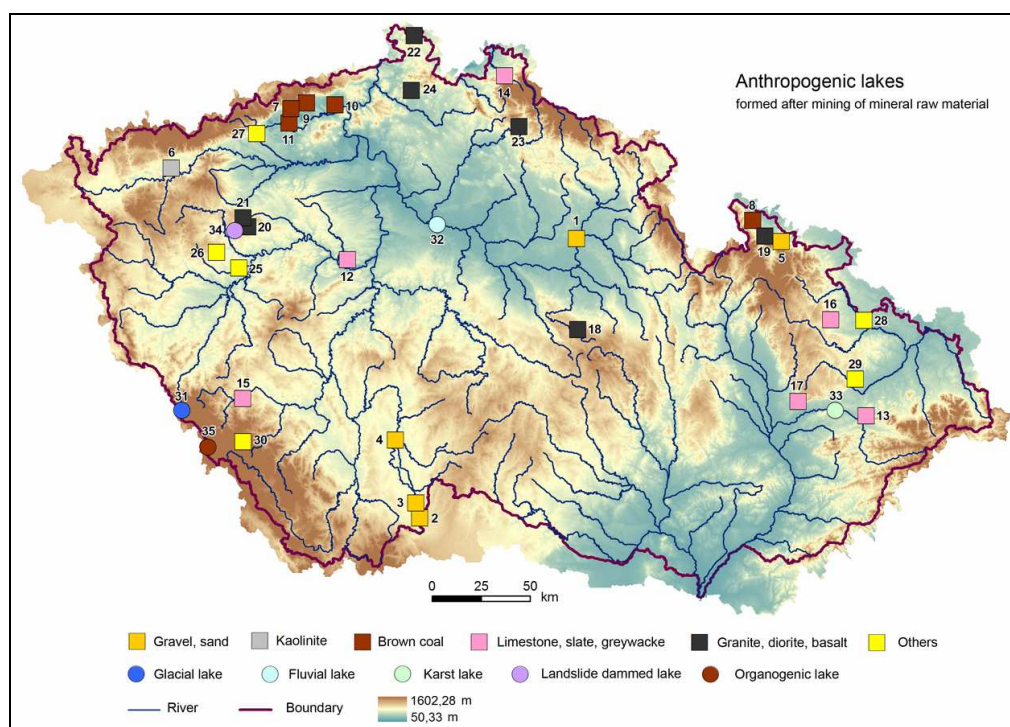 Anthropogenic lakes
formed after mining of mineral raw material
22
24
14
7
9
10
11
23
27
6
21
20
34
32
1
8
19
5
26
25
12
16
28
18
29
15
17
33
13
31
35
30
4
3
2
0 25 50
km
Gravel, sand
Kaolinite
Brown coal
Limestone, slate, greywacke
Granite, diorite, basalt
Others
Glacial lake
Fluvial lake
Karst lake
Landslide dammed lake
Organogenic lake
River
Boundary
1602,28 m
50,33 m